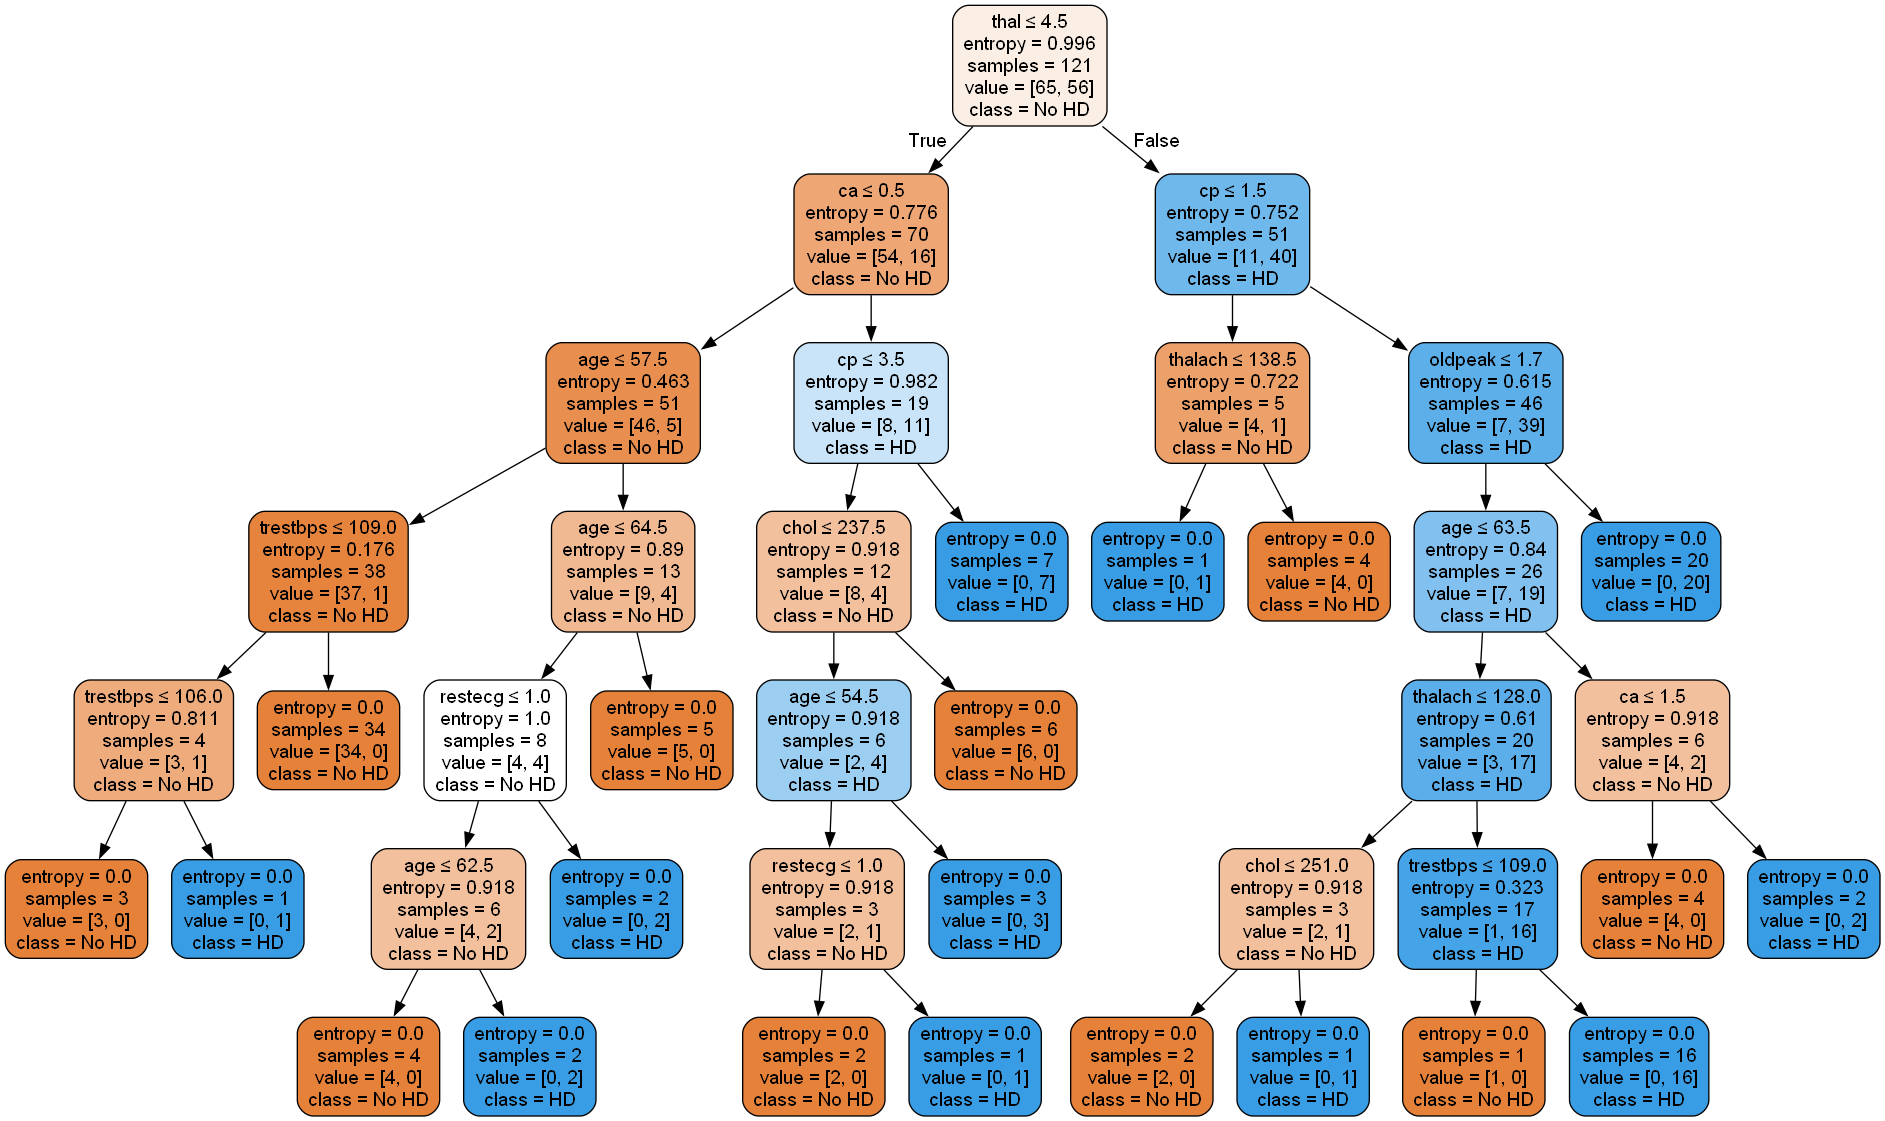 thal ≤ 4.5
entropy = 0.996
samples = 121
value = [65, 56]
class = No HD
True
False
ca ≤ 0.5
entropy = 0.776
samples = 70
value = [54, 16]
class = No HD
cp ≤ 1.5
entropy = 0.752
samples = 51
value = [11, 40]
class = HD
age ≤ 57.5
entropy = 0.463
samples = 51
value = [46, 5]
class = No HD
cp ≤ 3.5
entropy = 0.982
samples = 19
value = [8, 11]
class = HD
thalach ≤ 138.5
entropy = 0.722
samples = 5
value = [4, 1]
class = No HD
oldpeak ≤ 1.7
entropy = 0.615
samples = 46
value = [7, 39]
class = HD
trestbps ≤ 109.0
entropy = 0.176
samples = 38
value = [37, 1]
class = No HD
age ≤ 64.5
entropy = 0.89
samples = 13
value = [9, 4]
class = No HD
chol ≤ 237.5
entropy = 0.918
samples = 12
value = [8, 4]
class = No HD
entropy = 0.0
samples = 7
value = [0, 7]
class = HD
entropy = 0.0
samples = 1
value = [0, 1]
class = HD
entropy = 0.0
samples = 4
value = [4, 0]
class = No HD
age ≤ 63.5
entropy = 0.84
samples = 26
value = [7, 19]
class = HD
entropy = 0.0
samples = 20
value = [0, 20]
class = HD
trestbps ≤ 106.0
entropy = 0.811
samples = 4
value = [3, 1]
class = No HD
entropy = 0.0
samples = 34
value = [34, 0]
class = No HD
restecg ≤ 1.0
entropy = 1.0
samples = 8
value = [4, 4]
class = No HD
entropy = 0.0
samples = 5
value = [5, 0]
class = No HD
age ≤ 54.5
entropy = 0.918
samples = 6
value = [2, 4]
class = HD
entropy = 0.0
samples = 6
value = [6, 0]
class = No HD
thalach ≤ 128.0
entropy = 0.61
samples = 20
value = [3, 17]
class = HD
ca ≤ 1.5
entropy = 0.918
samples = 6
value = [4, 2]
class = No HD
entropy = 0.0
samples = 3
value = [3, 0]
class = No HD
entropy = 0.0
samples = 1
value = [0, 1]
class = HD
age ≤ 62.5
entropy = 0.918
samples = 6
value = [4, 2]
class = No HD
entropy = 0.0
samples = 2
value = [0, 2]
class = HD
restecg ≤ 1.0
entropy = 0.918
samples = 3
value = [2, 1]
class = No HD
entropy = 0.0
samples = 3
value = [0, 3]
class = HD
chol ≤ 251.0
entropy = 0.918
samples = 3
value = [2, 1]
class = No HD
trestbps ≤ 109.0
entropy = 0.323
samples = 17
value = [1, 16]
class = HD
entropy = 0.0
samples = 4
value = [4, 0]
class = No HD
entropy = 0.0
samples = 2
value = [0, 2]
class = HD
entropy = 0.0
samples = 4
value = [4, 0]
class = No HD
entropy = 0.0
samples = 2
value = [0, 2]
class = HD
entropy = 0.0
samples = 2
value = [2, 0]
class = No HD
entropy = 0.0
samples = 1
value = [0, 1]
class = HD
entropy = 0.0
samples = 2
value = [2, 0]
class = No HD
entropy = 0.0
samples = 1
value = [0, 1]
class = HD
entropy = 0.0
samples = 1
value = [1, 0]
class = No HD
entropy = 0.0
samples = 16
value = [0, 16]
class = HD